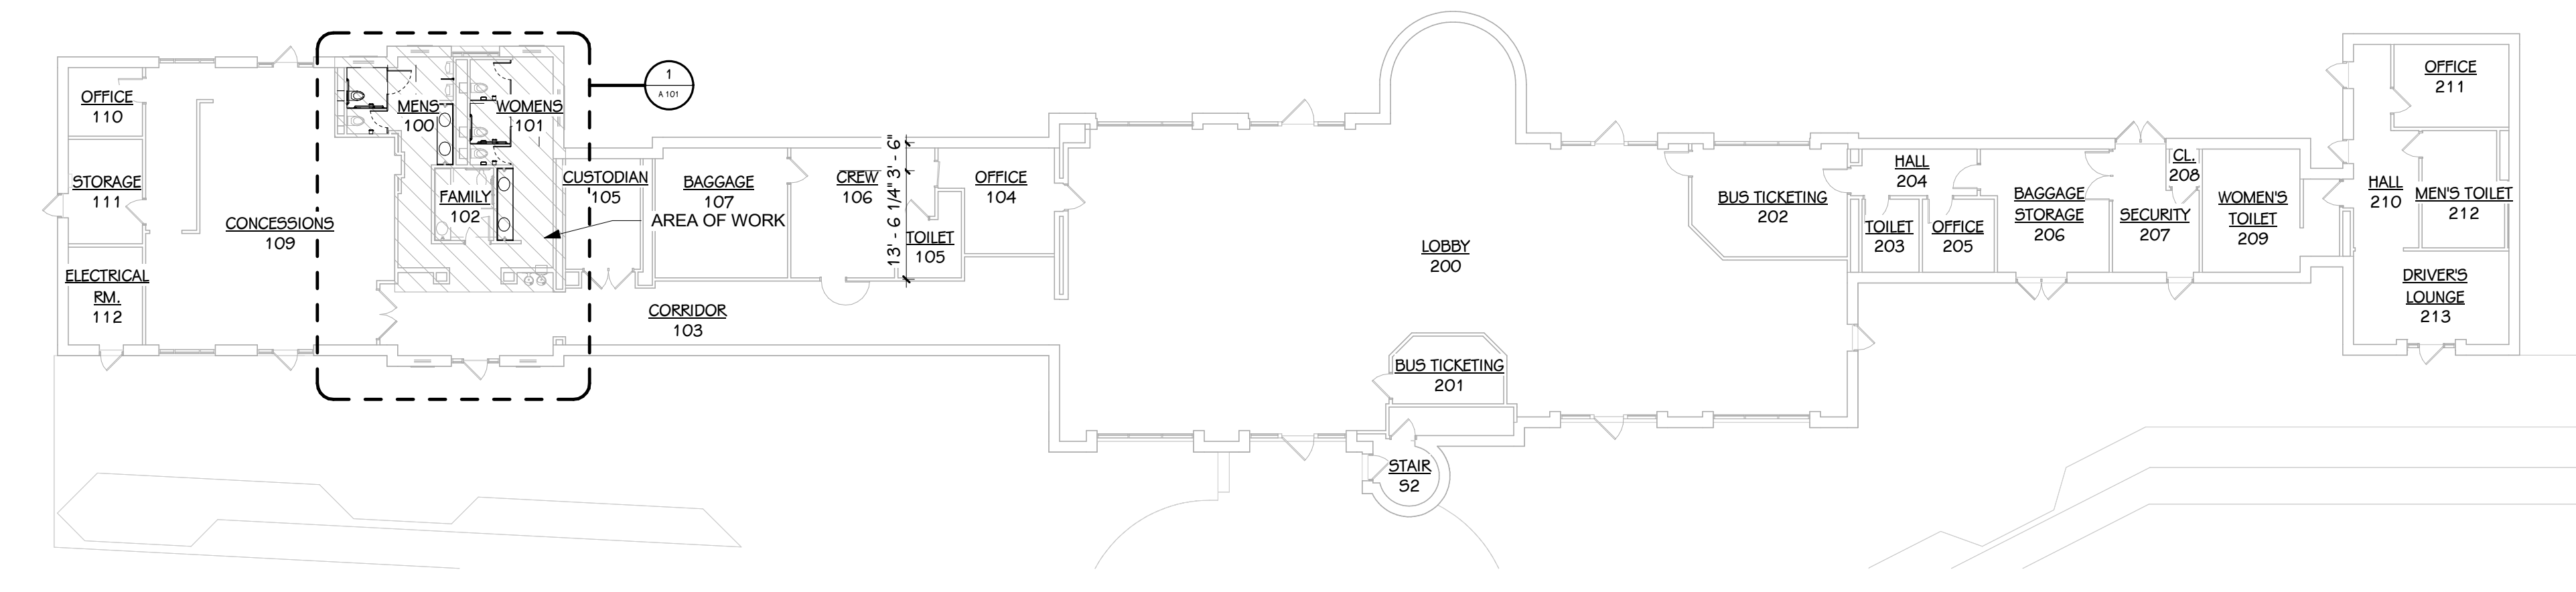 OFFICE
110
STORAGE
111
ELECTRICAL
RM.
112
CONCESSIONS
109
MENS
100
WOMENS
101
FAMILY
102
1
A 101
CUSTODIAN
105
AREA OF WORK
BAGGAGE
107
CORRIDOR
103
CREW
106
13' - 6 1/4"
3' - 6"
TOILET
105
OFFICE
104
LOBBY
200
BUS TICKETING
201
STAIR
S2
BUS TICKETING
202
HALL
204
TOILET
203
OFFICE
205
BAGGAGE
STORAGE
206
SECURITY
207
CL.
208
WOMEN'S
TOILET
209
HALL
210
OFFICE
211
MEN'S TOILET
212
DRIVER'S
LOUNGE
213